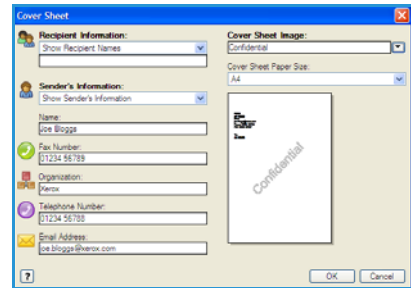 Cover Sheet
Recipient Information:
Show Recipient Names
Sender's Information:
Show Sender's Information
Name:
Joe Bloggs
Fax Number:
01234 56789
Organization:
Xerox
Telephone Number:
01234 56788
Email Address:
joe.bloggs@xerox.com
Cover Sheet Image:
Confidential
Cover Sheet Paper Size:
A4
Confidential
?
OK
Cancel